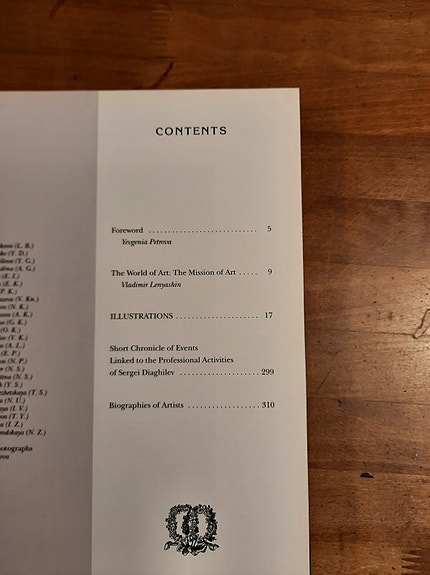 CONTENTS
Foreword ............................ 5
Yevgenia Petrova
The World of Art: The Mission of Art ..... 9
Vladimir Lenyashin
ILLUSTRATIONS ..................... 17
Short Chronicle of Events
Linked to the Professional Activities
of Sergei Diaghilev .................... 299
Biographies of Artists .................. 310
(L. B.)
(Y. D.)
(Y. G.)
(A. G.)
(E. I.)
(E. K.)
P. K.)
(V. Kn.)
(N. K.)
(A. K.)
(G. K.)
(O. K.)
(V. K.)
(A. L.)
(E. P.)
(N. P.)
(N. S.)
(N. S.)
(Y. S.)
(T. S.)
(N. U.)
(I. V.)
(T. Y.)
(I. Z.)
(N. Z.)